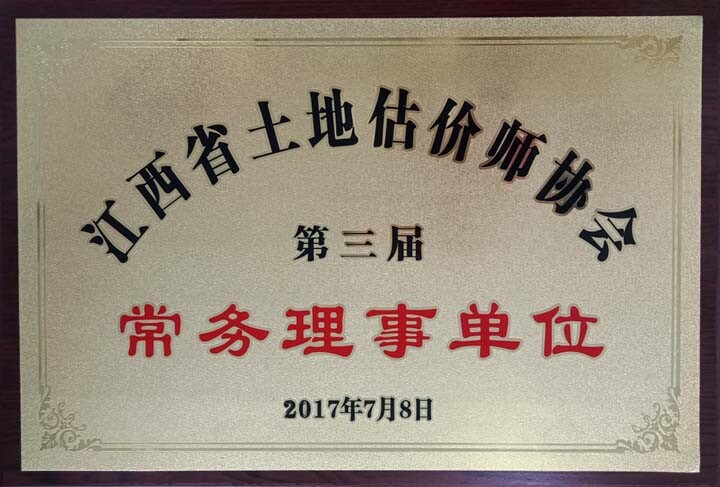 江西省土地估价师协会
第三届
常务理事单位
2017年7月8日